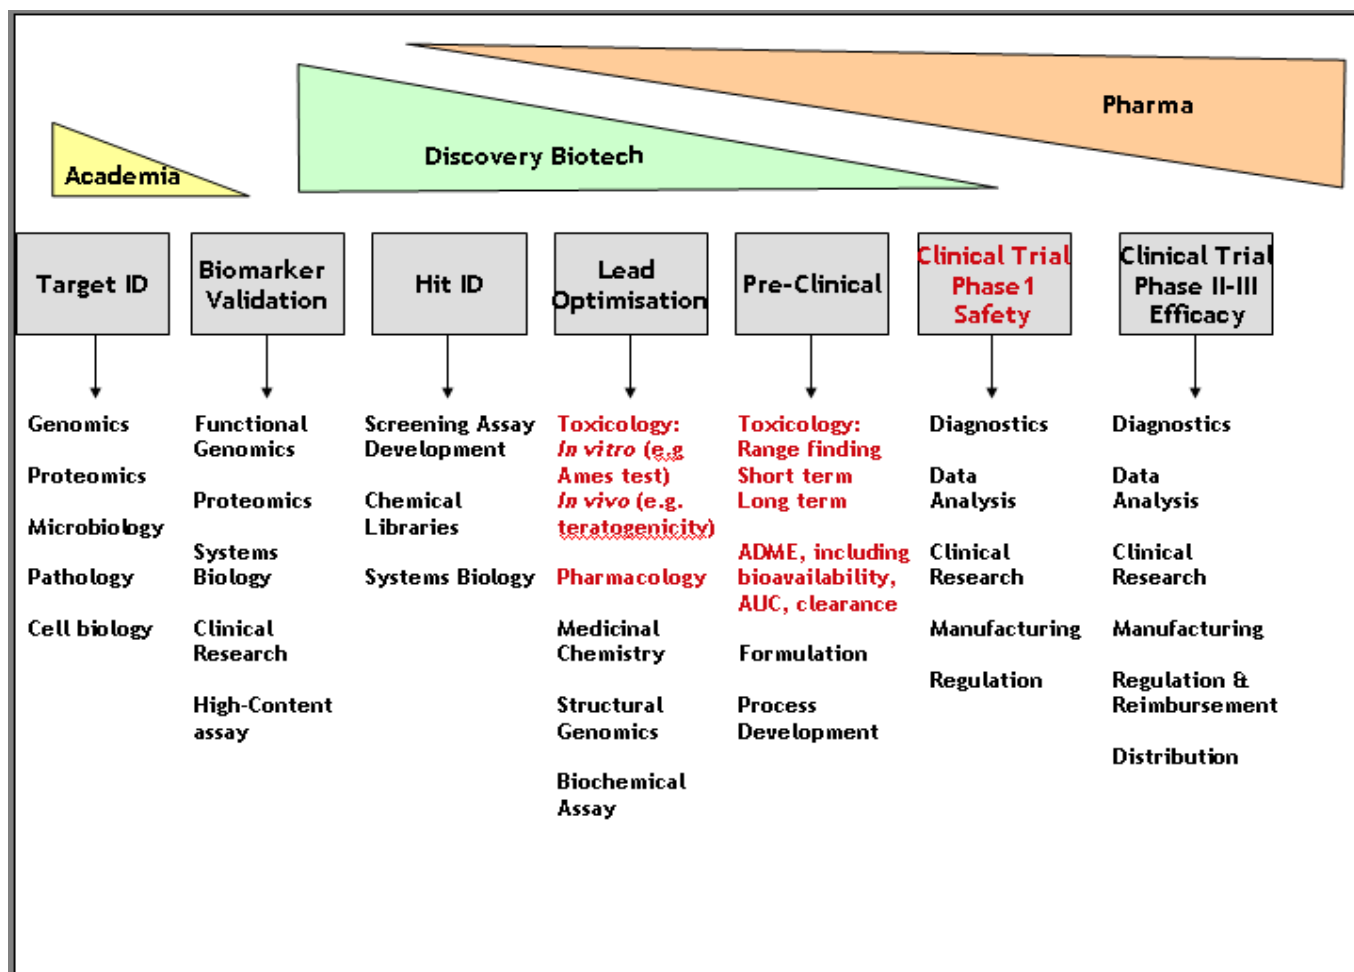 Pharma
Discovery Biotech
Academia
Target ID
Biomarker
Validation
Hit ID
Lead
Optimisation
Pre-Clinical
Clinical Trial
Phase1
Safety
Clinical Trial
Phase II-III
Efficacy
Genomics
Proteomics
Microbiology
Pathology
Cell biology
Functional
Genomics
Proteomics
Systems
Biology
Clinical
Research
High-Content
assay
Screening Assay
Development
Chemical
Libraries
Systems Biology
Toxicology:
In vitro (e.g
Ames test)
In vivo (e.g.
teratogenicity)
Pharmacology
Medicinal
Chemistry
Structural
Genomics
Biochemical
Assay
Toxicology:
Range finding
Short term
Long term
ADME, including
bioavailability,
AUC, clearance
Formulation
Process
Development
Diagnostics
Data
Analysis
Clinical
Research
Manufacturing
Regulation
Diagnostics
Data
Analysis
Clinical
Research
Manufacturing
Regulation &
Reimbursement
Distribution